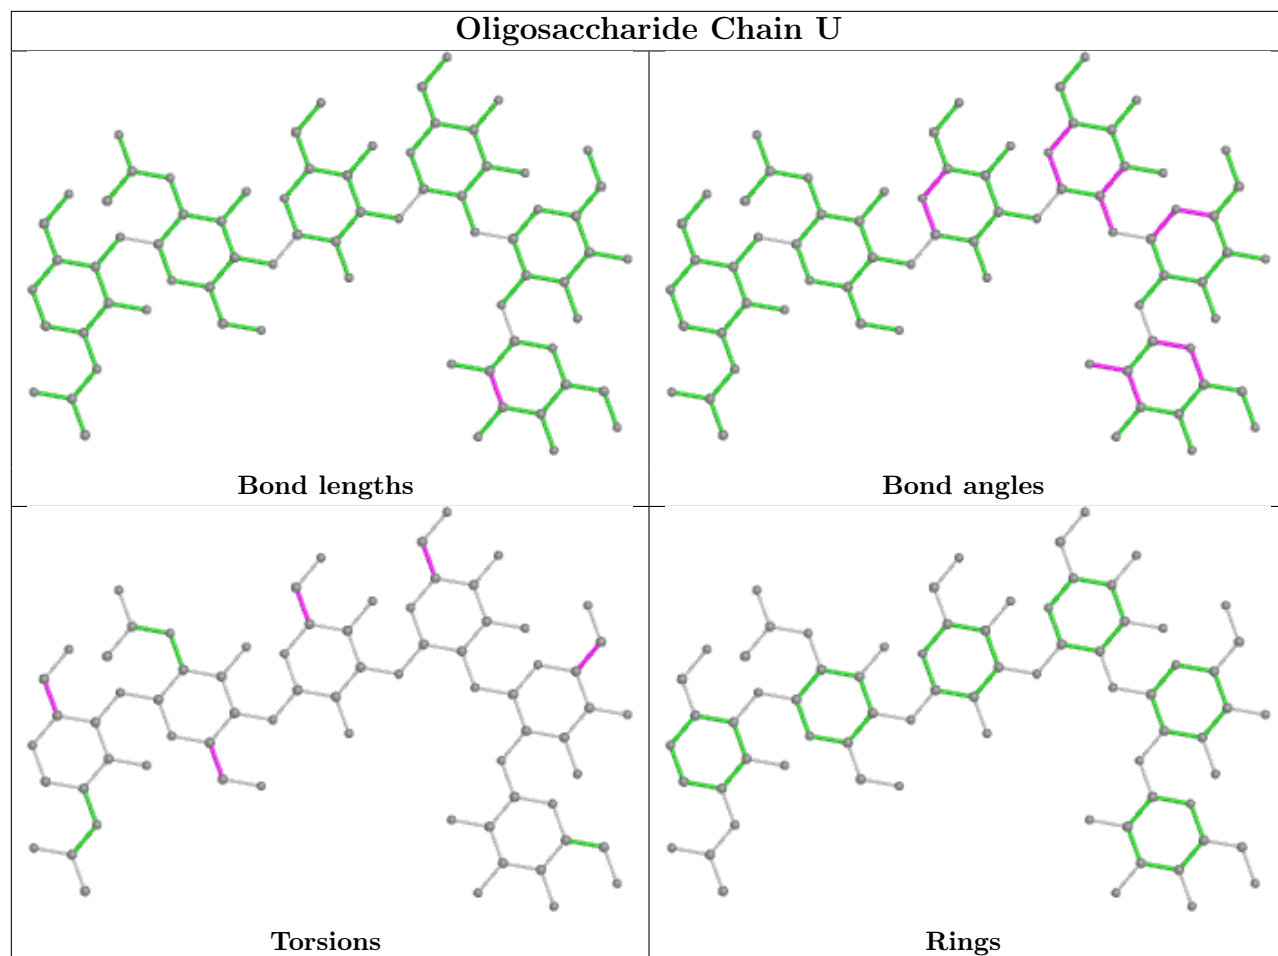 Oligosaccharide Chain U
Bond lengths
Bond angles
Torsions
Rings